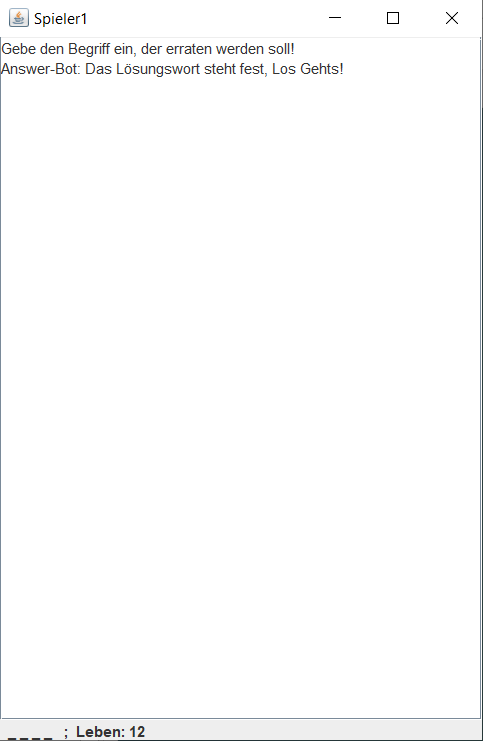 Spieler1
Gebe den Begriff ein, der erraten werden soll!
Answer-Bot: Das Lösungswort steht fest, Los Gehts!
_ _ _ _ ; Leben: 12